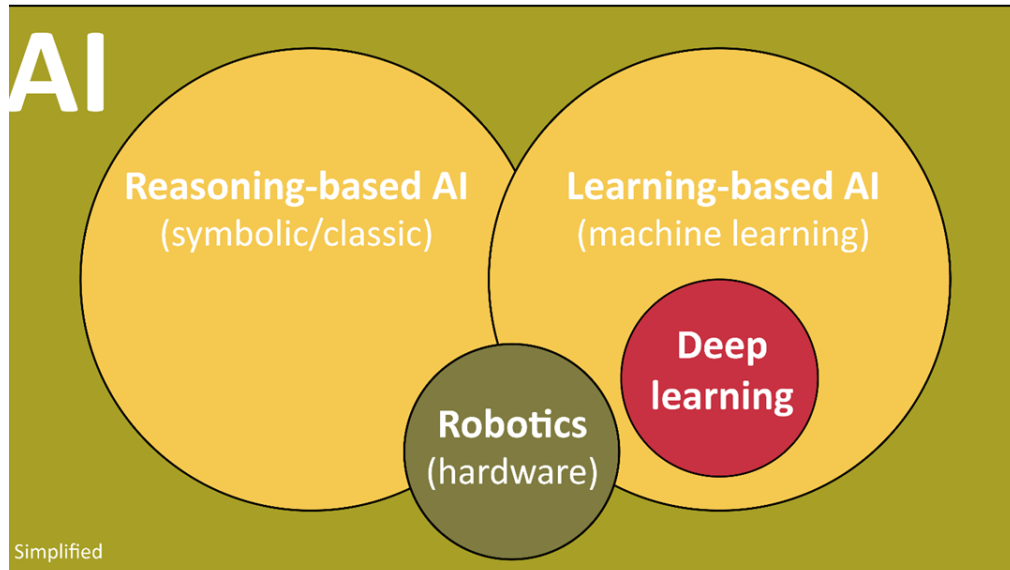 AI
Reasoning-based AI
(symbolic/classic)
Learning-based AI
(machine learning)
Deep
learning
Robotics
(hardware)
Simplified